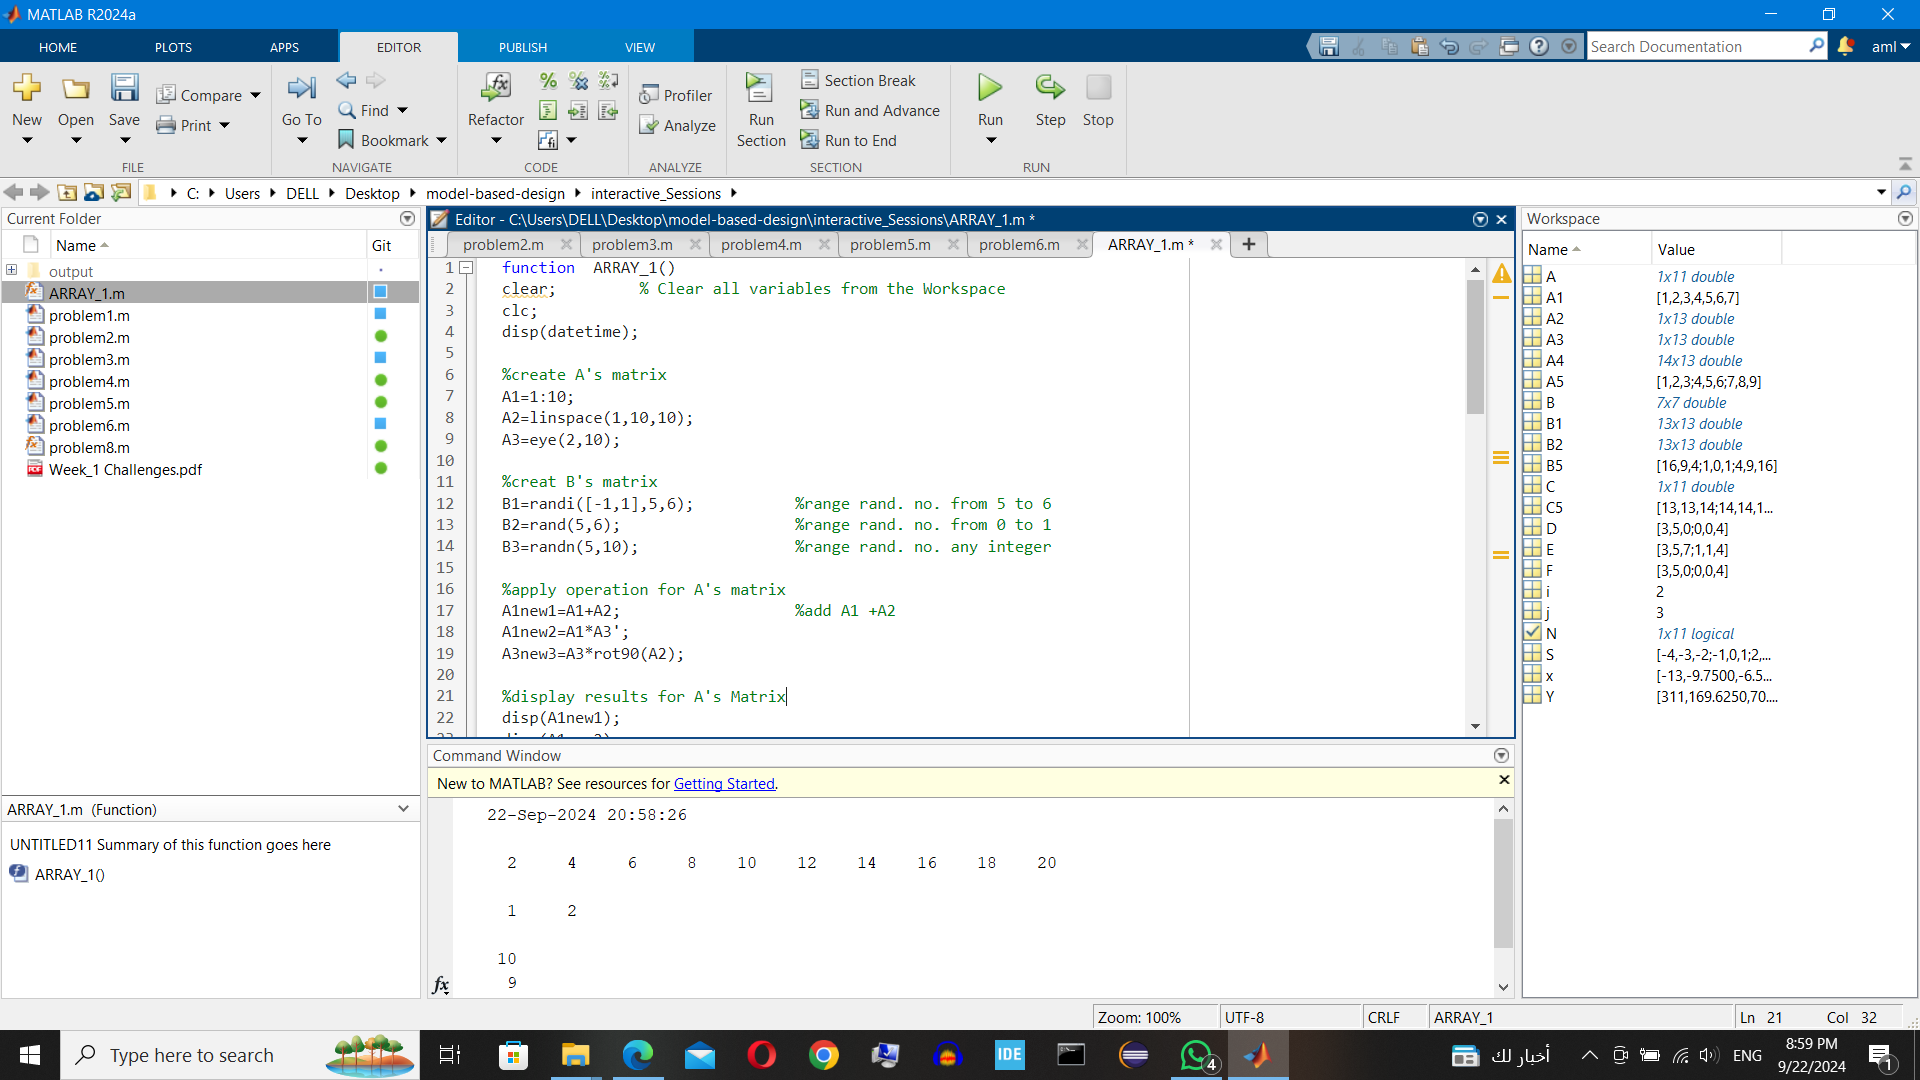 MATLAB R2024a
HOME PLOTS APPS EDITOR PUBLISH VIEW
Search Documentation
aml
New
Open
Save
Compare
Print
FILE
Go To
Find
Bookmark
NAVIGATE
Refactor
CODE
Profiler
Analyze
ANALYZE
Run Section
Section Break
Run and Advance
Run to End
SECTION
Run
Step
Stop
RUN
C: Users DELL Desktop model-based-design interactive_Sessions
Current Folder
Name Git
output
ARRAY_1.m
problem1.m
problem2.m
problem3.m
problem4.m
problem5.m
problem6.m
problem8.m
Week_1 Challenges.pdf
ARRAY_1.m (Function)
UNTITLED11 Summary of this function goes here
ARRAY_1()
Editor - C:\Users\DELL\Desktop\model-based-design\interactive_Sessions\ARRAY_1.m *
problem2.m problem3.m problem4.m problem5.m problem6.m ARRAY_1.m *
1 function ARRAY_1()
2 clear; % Clear all variables from the Workspace
3 clc;
4 disp(datetime);
5
6 %create A's matrix
7 A1=1:10;
8 A2=linspace(1,10,10);
9 A3=eye(2,10);
10
11 %creat B's matrix
12 B1=randi([-1,1],5,6); %range rand. no. from 5 to 6
13 B2=rand(5,6); %range rand. no. from 0 to 1
14 B3=randn(5,10); %range rand. no. any integer
15
16 %apply operation for A's matrix
17 A1new1=A1+A2; %add A1 +A2
18 A1new2=A1*A3';
19 A3new3=A3*rot90(A2);
20
21 %display results for A's Matrix
22 disp(A1new1);
Command Window
New to MATLAB? See resources for Getting Started.
22-Sep-2024 20:58:26
2 4 6 8 10 12 14 16 18 20
1 2
10
9
fx
Workspace
Name Value
A 1x11 double
A1 [1,2,3,4,5,6,7]
A2 1x13 double
A3 1x13 double
A4 14x13 double
A5 [1,2,3;4,5,6;7,8,9]
B 7x7 double
B1 13x13 double
B2 13x13 double
B5 [16,9,4;1,0,1;4,9,16]
C 1x11 double
C5 [13,13,14;14,14,1...
D [3,5,0;0,0,4]
E [3,5,7;1,1,4]
F [3,5,0;0,0,4]
i 2
j 3
N 1x11 logical
S [-4,-3,-2;-1,0,1;2,...
x [-13,-9.7500,-6.5...
Y [311,169.6250,70....
Zoom: 100% UTF-8 CRLF ARRAY_1 Ln 21 Col 32
Type here to search
IDE
4
أخبار لك
ENG
8:59 PM
9/22/2024
1